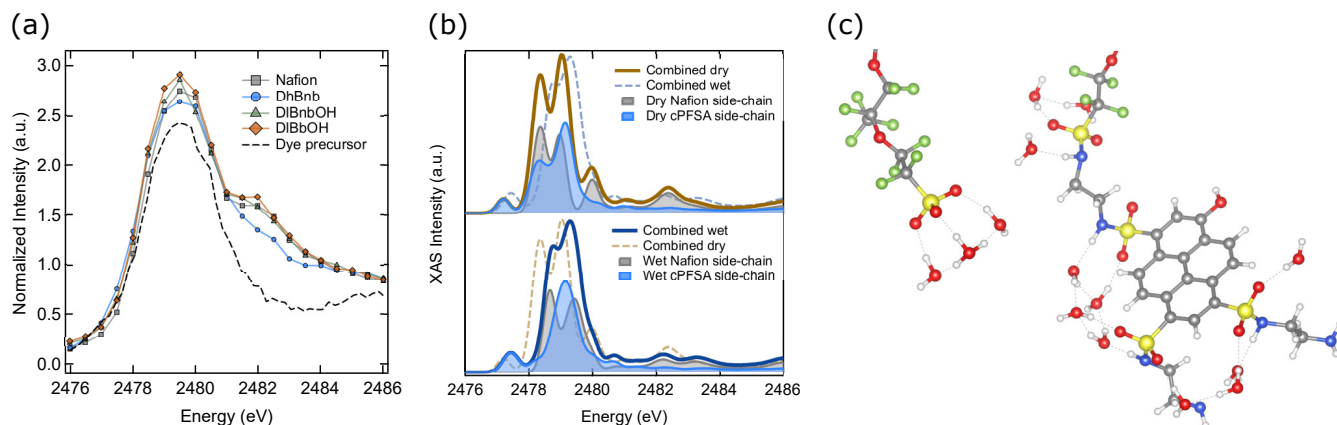 (a)
Normalized Intensity (a.u.)
3.0
2.5
2.0
1.5
1.0
0.5
0.0
Nafion
DhBnb
DlBnbOH
DlBbOH
Dye precursor
2476 2478 2480 2482 2484 2486
Energy (eV)
(b)
XAS Intensity (a.u.)
Combined dry
Combined wet
Dry Nafion side-chain
Dry cPFSA side-chain
Combined wet
Combined dry
Wet Nafion side-chain
Wet cPFSA side-chain
2476 2478 2480 2482 2484 2486
Energy (eV)
(c)